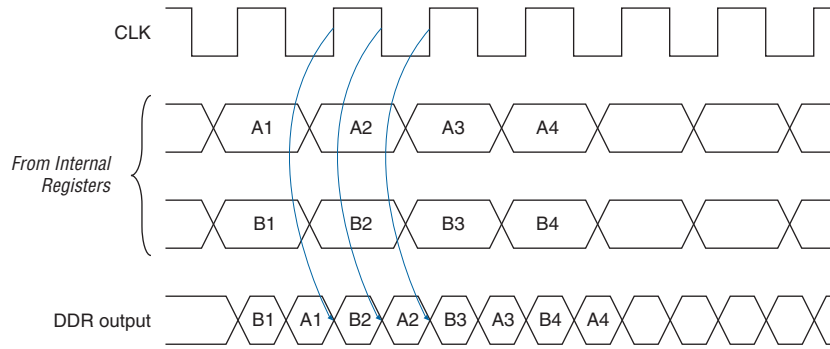 CLK
A1 A2 A3 A4
From Internal
Registers
B1 B2 B3 B4
DDR output B1 A1 B2 A2 B3 A3 B4 A4